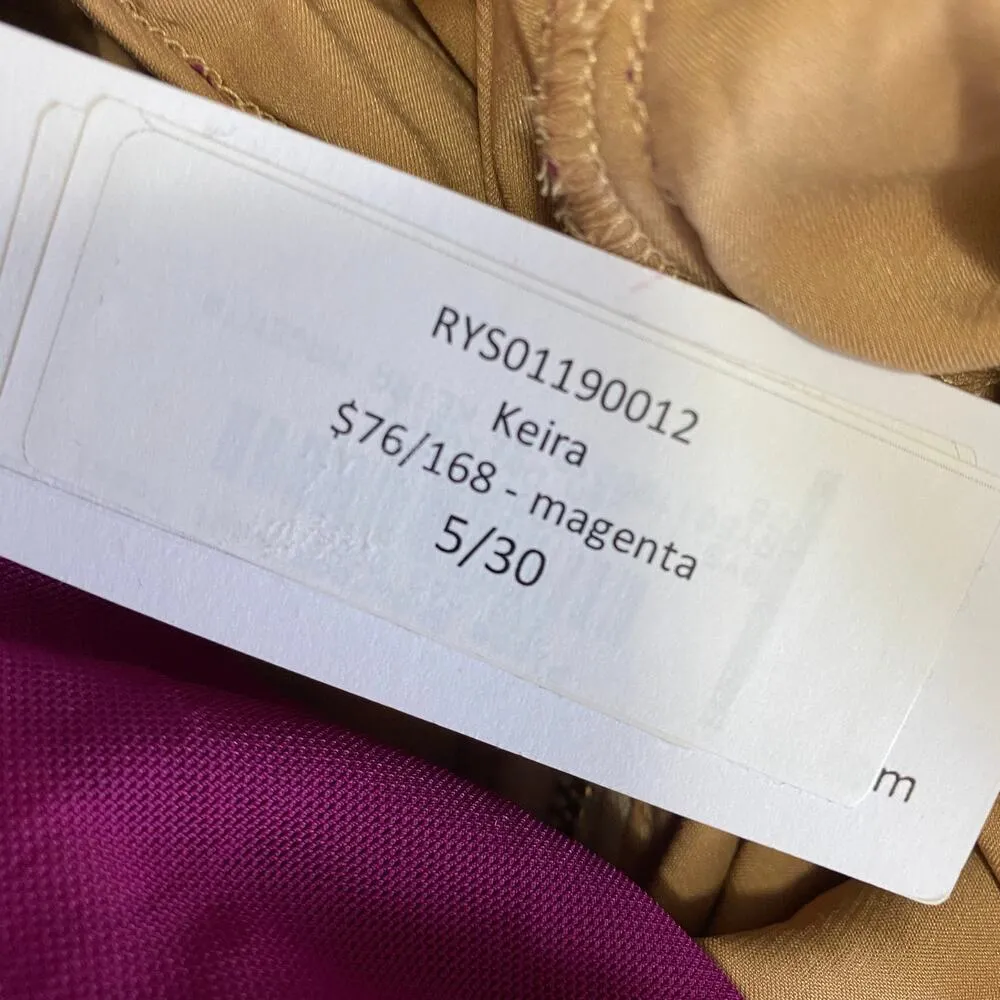 RYS01190012
Keira
$76/168 - magenta
5/30
m